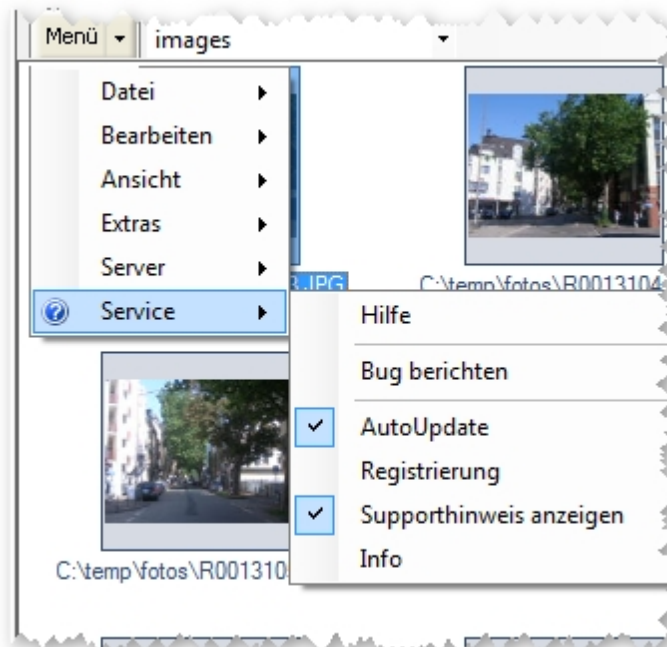 Menü
images
Datei
Bearbeiten
Ansicht
Extras
Server
Service
.JPG
C:\temp\fotos\R0013104
Hilfe
Bug berichten
AutoUpdate
Registrierung
Supporthinweis anzeigen
Info
C:\temp\fotos\R001310